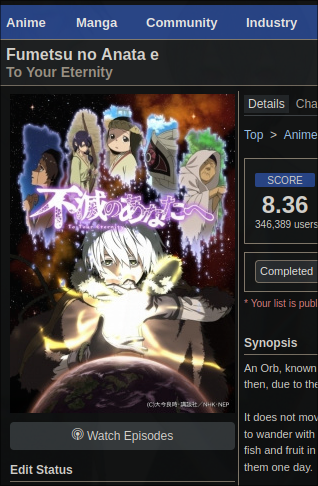 Anime Manga Community Industry
Fumetsu no Anata e
To Your Eternity
Details Cha
Top > Anime
不滅のあなたへ
To Your Eternity
SCORE
8.36
346,389 users
Completed
* Your list is publ
Synopsis
An Orb, known
then, due to the
It does not mov
to wander with
fish and fruit in
them one day.
(C)大今良時・講談社/NHK・NEP
Watch Episodes
Edit Status